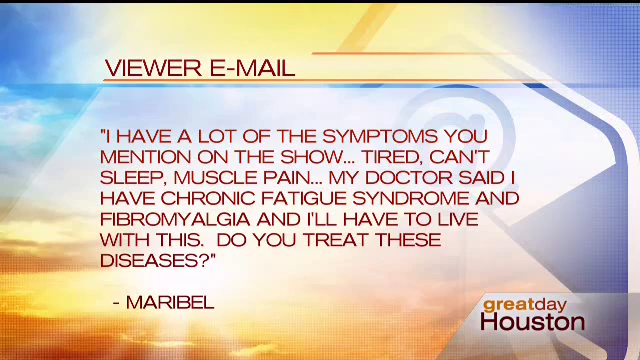 VIEWER E-MAIL
"I HAVE A LOT OF THE SYMPTOMS YOU
MENTION ON THE SHOW... TIRED, CAN'T
SLEEP, MUSCLE PAIN... MY DOCTOR SAID I
HAVE CHRONIC FATIGUE SYNDROME AND
FIBROMYALGIA AND I'LL HAVE TO LIVE
WITH THIS.  DO YOU TREAT THESE
DISEASES?"
- MARIBEL
greatday
Houston